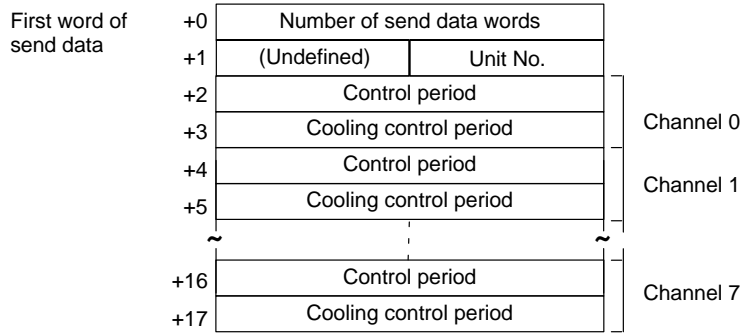 First word of
send data
+0 Number of send data words
+1 (Undefined) Unit No.
+2 Control period
+3 Cooling control period
Channel 0
+4 Control period
+5 Cooling control period
Channel 1
~ ~
+16 Control period
+17 Cooling control period
Channel 7